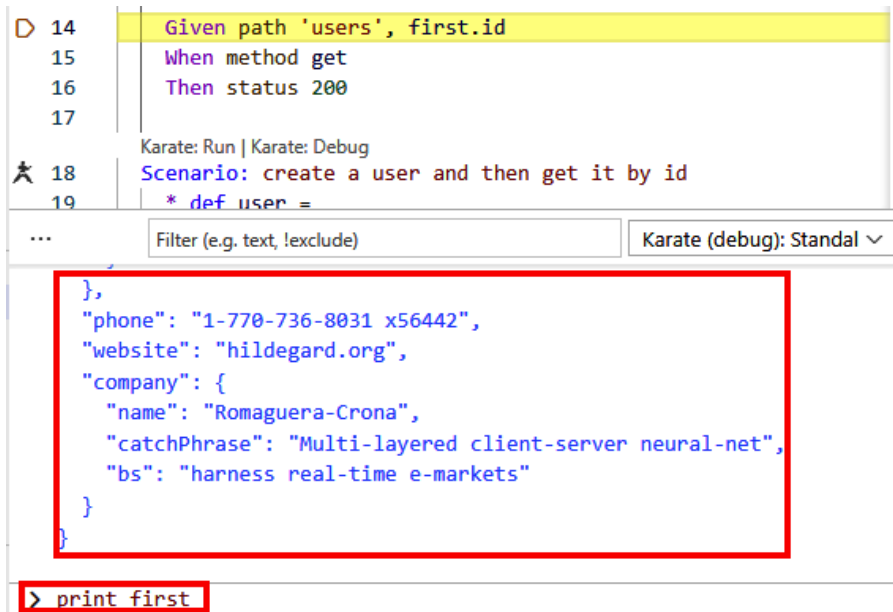 14 Given path 'users', first.id
15 When method get
16 Then status 200
17
Karate: Run | Karate: Debug
18 Scenario: create a user and then get it by id
19 * def user =
... Filter (e.g. text, !exclude) Karate (debug): Standal
},
"phone": "1-770-736-8031 x56442",
"website": "hildegard.org",
"company": {
"name": "Romaguera-Crona",
"catchPhrase": "Multi-layered client-server neural-net",
"bs": "harness real-time e-markets"
}
}
> print first